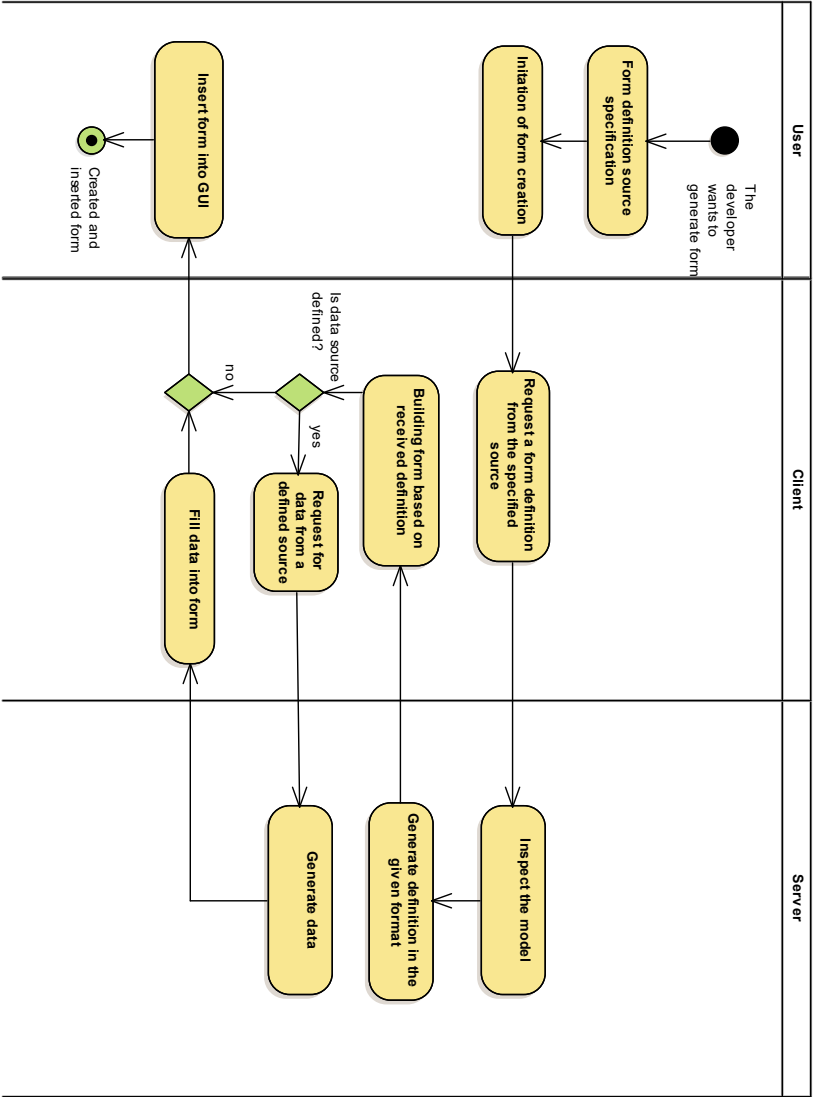 User
Client
Server
The
developer
wants to
generate form
Form definition source
specification
Initation of form creation
Request a form definition
from the specified
source
Inspect the model
Generate definition in the
given format
Building form based on
received definition
Is data source
defined?
yes
no
Request for
data from a
defined source
Generate data
Fill data into form
Insert form into GUI
Created and
inserted form